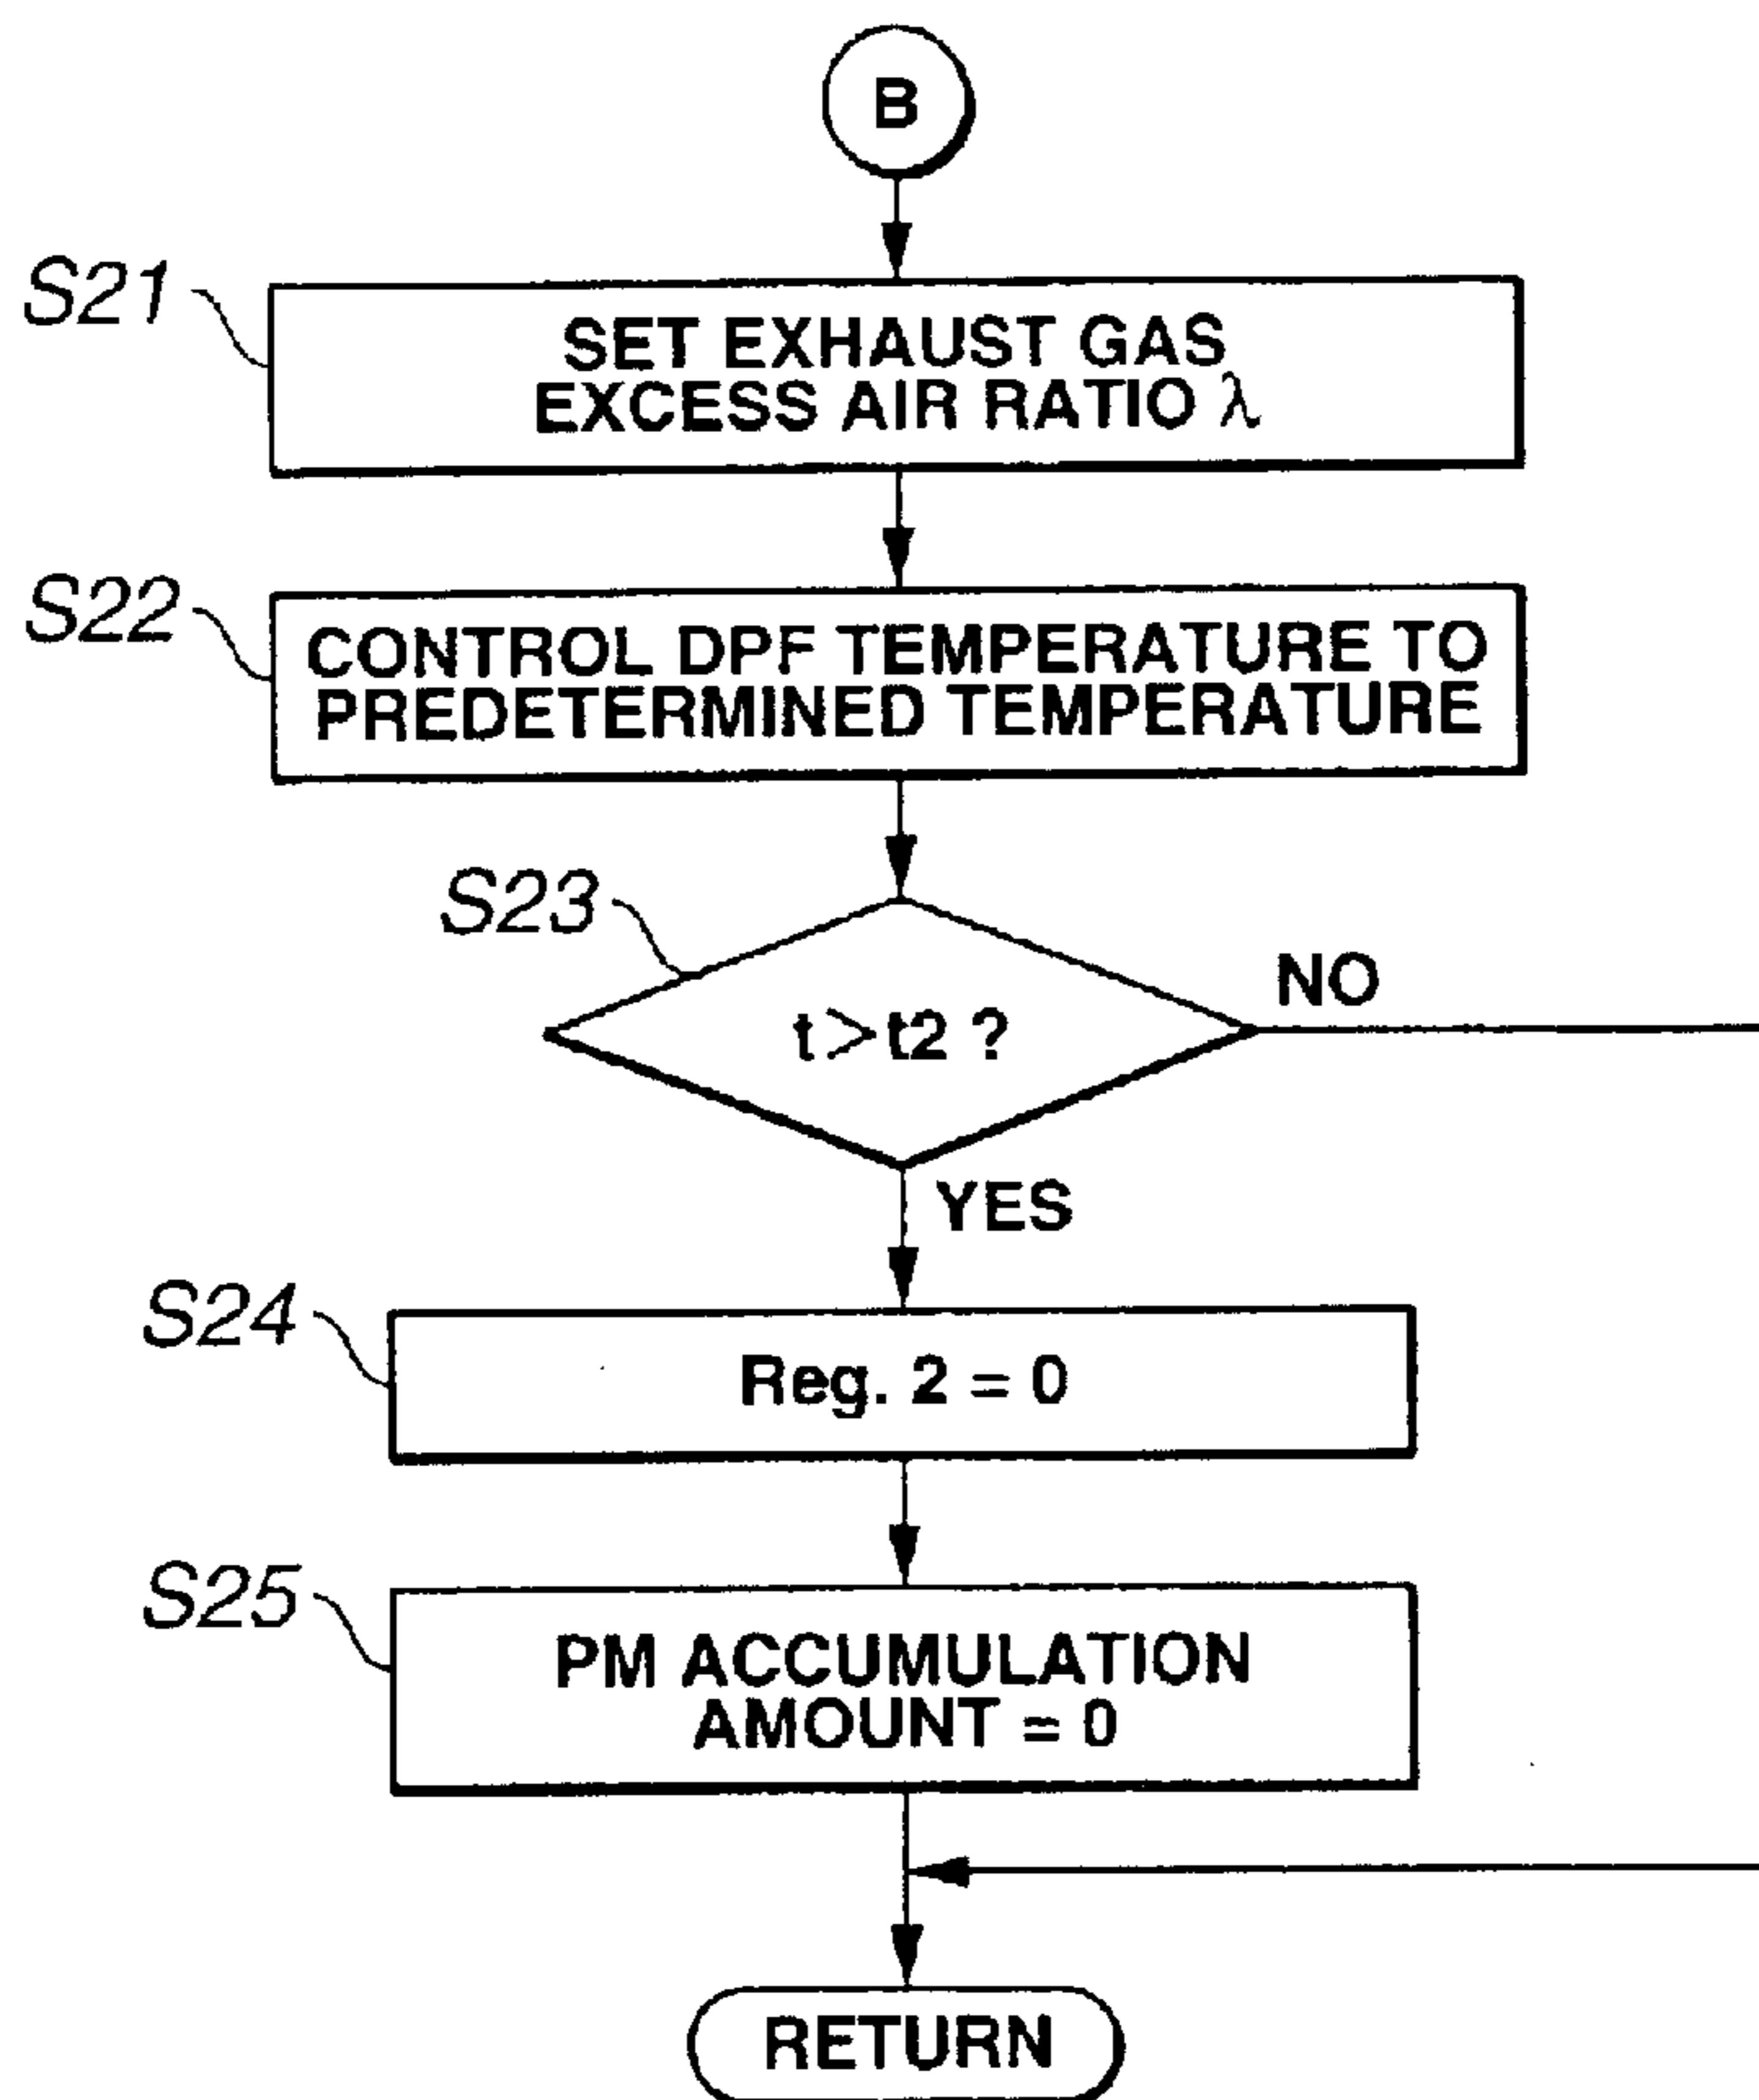 B
S21
SET EXHAUST GAS
EXCESS AIR RATIO λ
S22
CONTROL DPF TEMPERATURE TO
PREDETERMINED TEMPERATURE
S23
t>t2 ?
NO
YES
S24
Reg. 2 = 0
S25
PM ACCUMULATION
AMOUNT = 0
RETURN